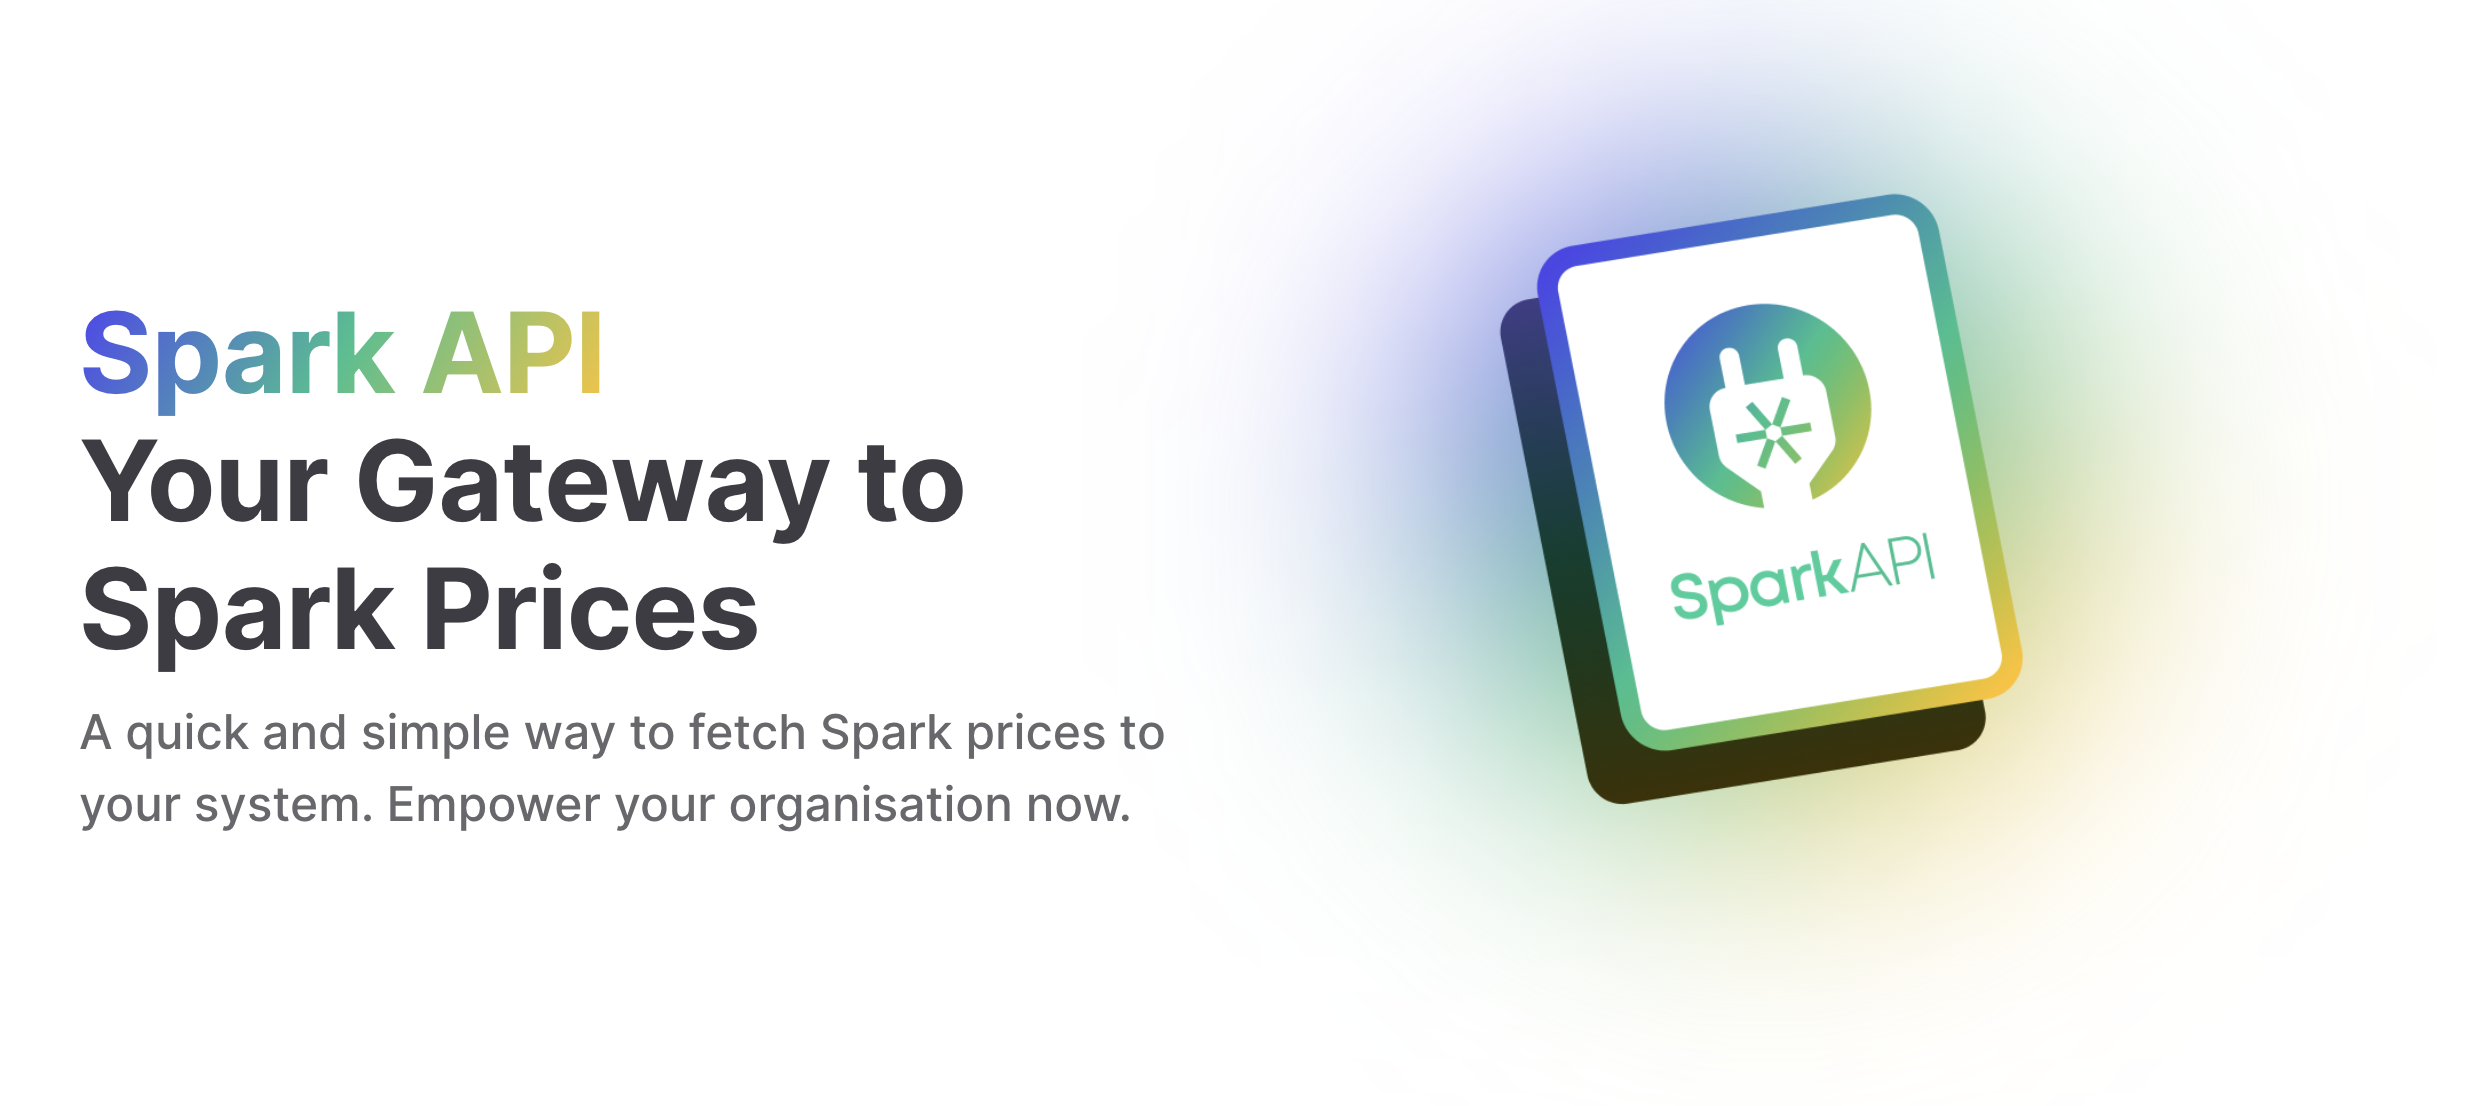 Spark API
Your Gateway to
Spark Prices
A quick and simple way to fetch Spark prices to
your system. Empower your organisation now.
SparkAPI